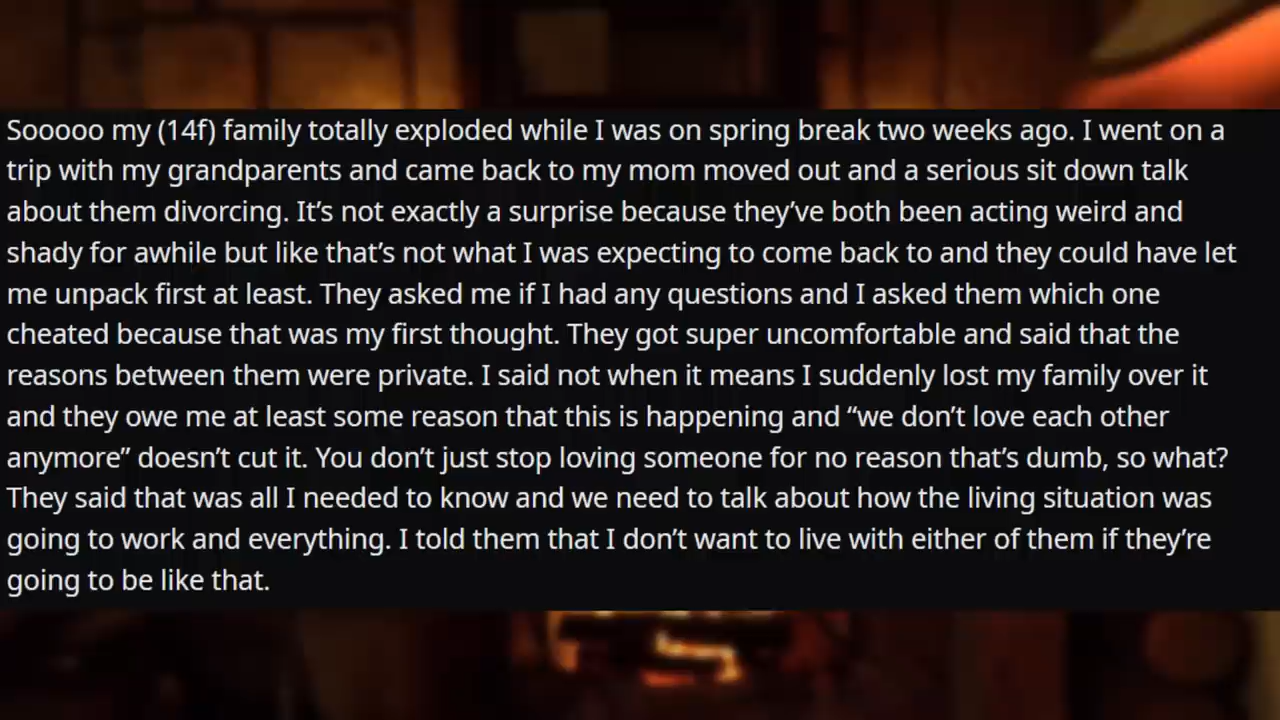 Sooooo my (14f) family totally exploded while I was on spring break two weeks ago. I went on a
trip with my grandparents and came back to my mom moved out and a serious sit down talk
about them divorcing. It’s not exactly a surprise because they’ve both been acting weird and
shady for awhile but like that’s not what I was expecting to come back to and they could have let
me unpack first at least. They asked me if I had any questions and I asked them which one
cheated because that was my first thought. They got super uncomfortable and said that the
reasons between them were private. I said not when it means I suddenly lost my family over it
and they owe me at least some reason that this is happening and “we don’t love each other
anymore” doesn’t cut it. You don’t just stop loving someone for no reason that’s dumb, so what?
They said that was all I needed to know and we need to talk about how the living situation was
going to work and everything. I told them that I don’t want to live with either of them if they’re
going to be like that.